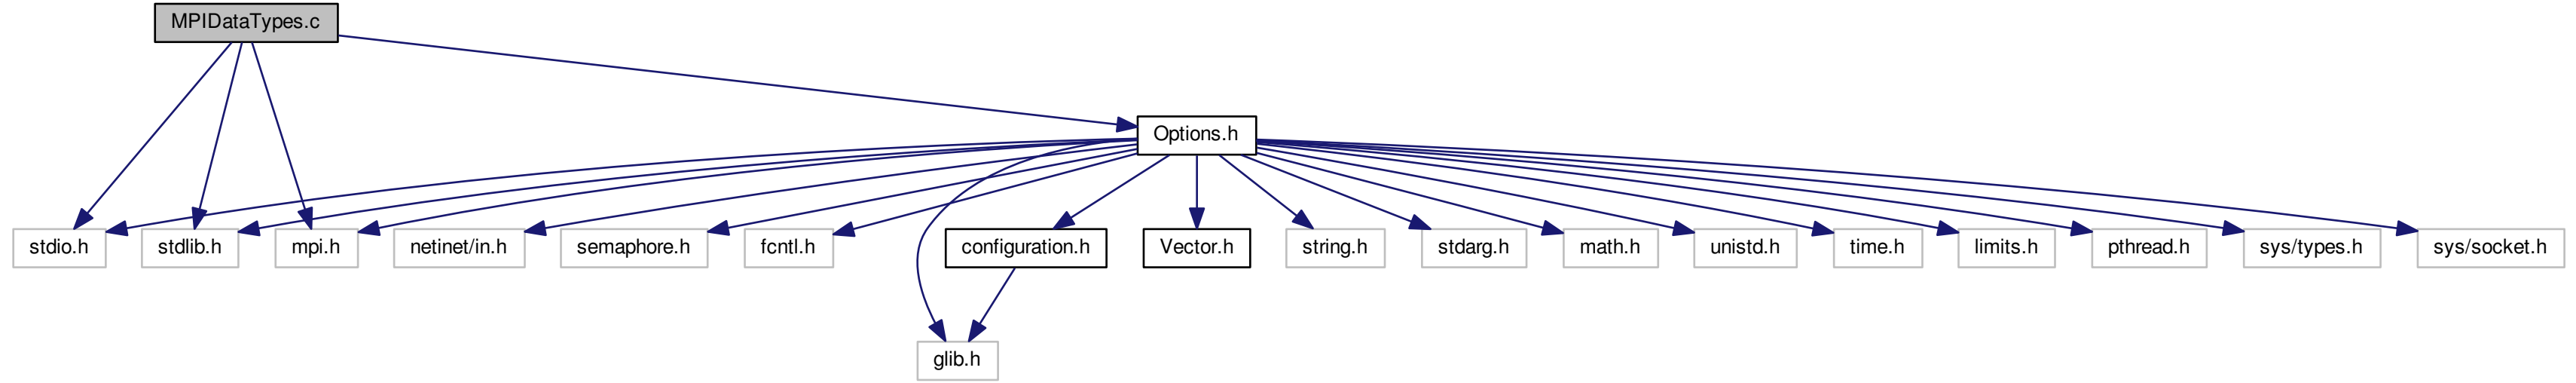 MPIDataTypes.c
Options.h
stdio.h
stdlib.h
mpi.h
netinet/in.h
semaphore.h
fcntl.h
configuration.h
Vector.h
string.h
stdarg.h
math.h
unistd.h
time.h
limits.h
pthread.h
sys/types.h
sys/socket.h
glib.h